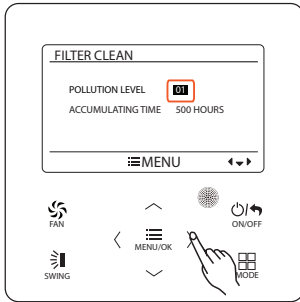 FILTER CLEAN
POLLUTION LEVEL 01
ACCUMULATING TIME 500 HOURS
MENU
FAN
MENU/OK
ON/OFF
SWING
MODE